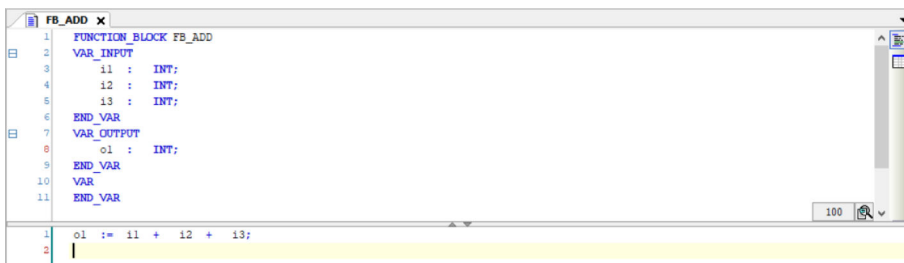 FB_ADD x
1 FUNCTION_BLOCK FB_ADD
2 VAR_INPUT
3 i1 : INT;
4 i2 : INT;
5 i3 : INT;
6 END_VAR
7 VAR_OUTPUT
8 o1 : INT;
9 END_VAR
10 VAR
11 END_VAR
100
1 o1 := i1 + i2 + i3;
2